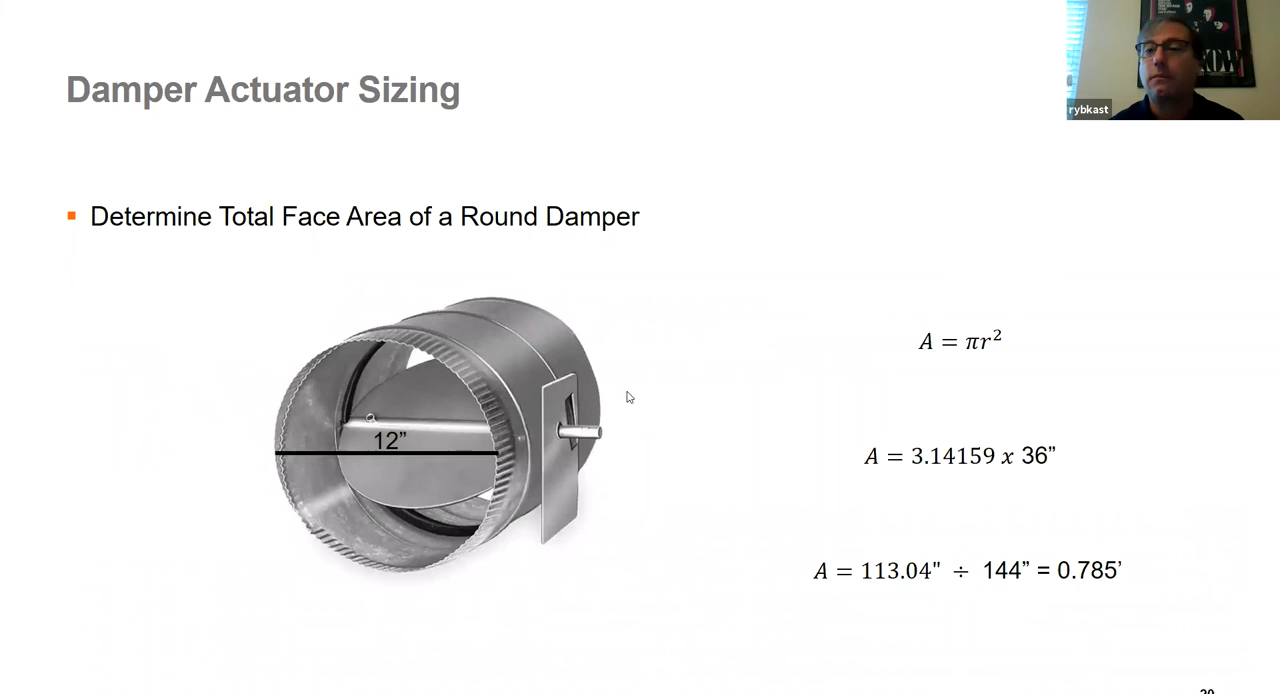 Damper Actuator Sizing
rybkast
Determine Total Face Area of a Round Damper
12”
A = πr²
A = 3.14159 x 36”
A = 113.04" ÷ 144” = 0.785’